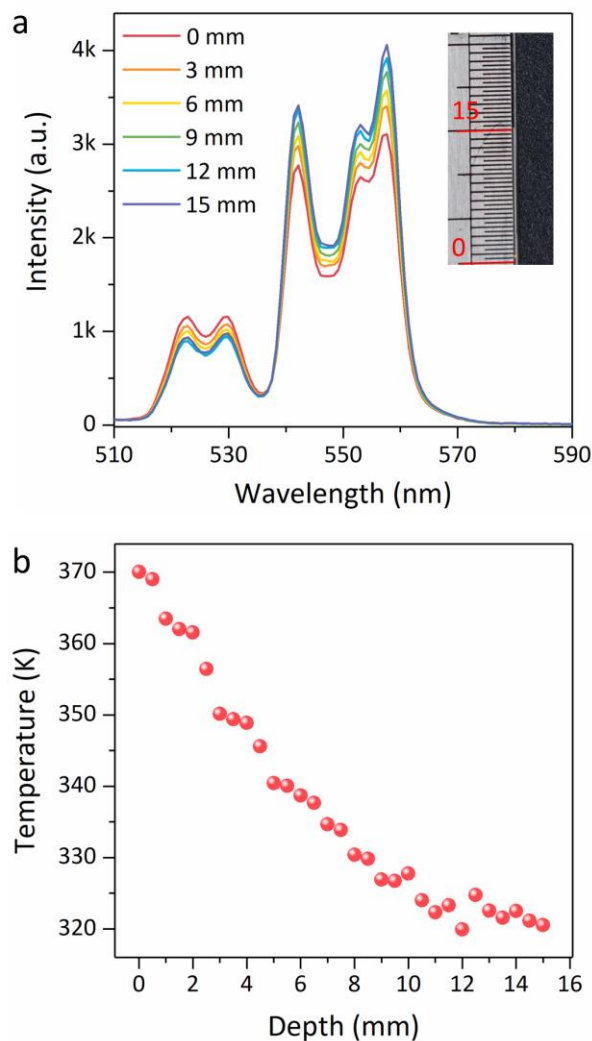 a
0 mm
3 mm
6 mm
9 mm
12 mm
15 mm
15
0
4k
3k
2k
1k
0
Intensity (a.u.)
510 530 550 570 590
Wavelength (nm)
b
370
360
350
340
330
320
Temperature (K)
0 2 4 6 8 10 12 14 16
Depth (mm)